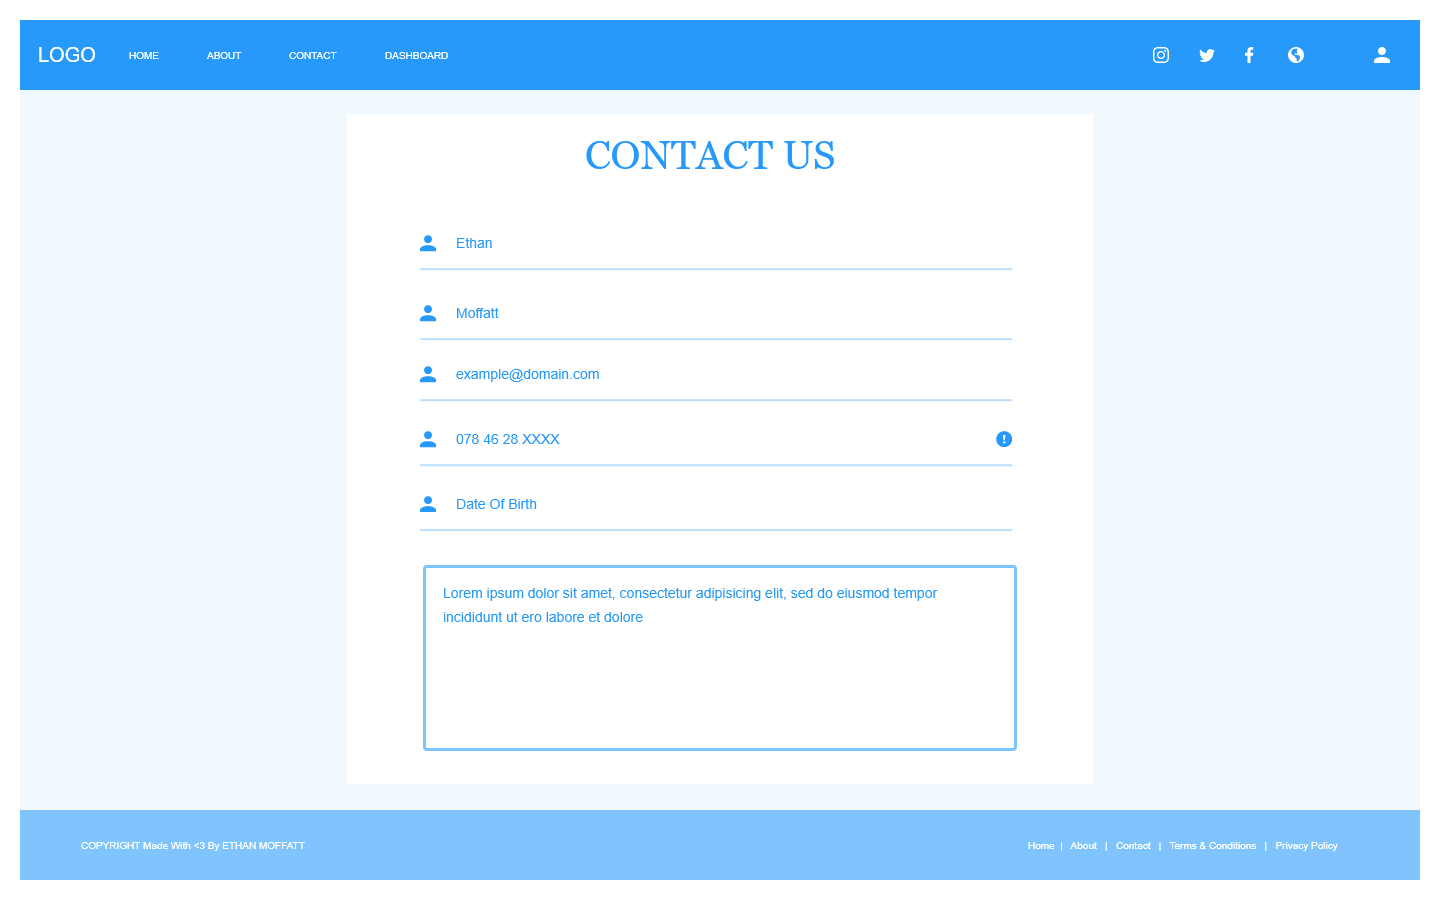 LOGO HOME ABOUT CONTACT DASHBOARD
CONTACT US
Ethan
Moffatt
example@domain.com
078 46 28 XXXX
Date Of Birth
Lorem ipsum dolor sit amet, consectetur adipisicing elit, sed do eiusmod tempor
incididunt ut ero labore et dolore
COPYRIGHT Made With <3 By ETHAN MOFFATT
Home | About | Contact | Terms & Conditions | Privacy Policy